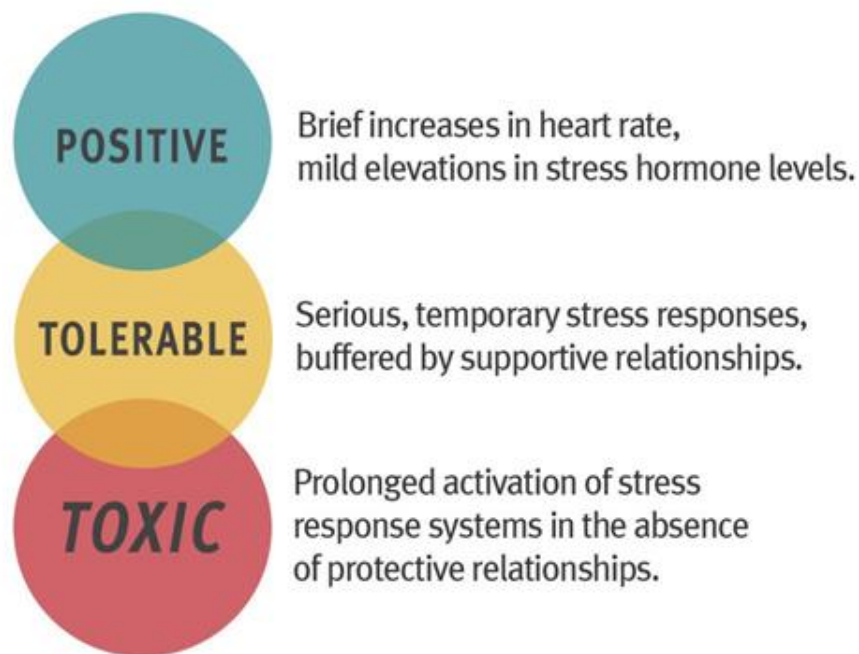 POSITIVE
Brief increases in heart rate,
mild elevations in stress hormone levels.
TOLERABLE
Serious, temporary stress responses,
buffered by supportive relationships.
TOXIC
Prolonged activation of stress
response systems in the absence
of protective relationships.